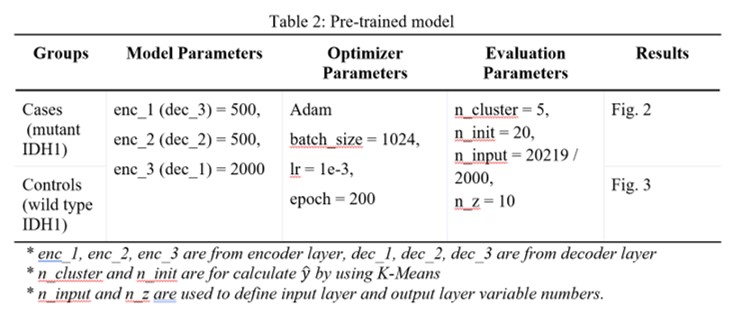 Table 2: Pre-trained model
Groups Model Parameters Optimizer Parameters Evaluation Parameters Results
Cases (mutant IDH1)
enc_1 (dec_3) = 500,
enc_2 (dec_2) = 500,
enc_3 (dec_1) = 2000
Adam
batch_size = 1024,
lr = 1e-3,
epoch = 200
n_cluster = 5,
n_init = 20,
n_input = 20219 /
2000,
n_z = 10
Fig. 2
Controls (wild type IDH1)
Fig. 3
* enc_1, enc_2, enc_3 are from encoder layer, dec_1, dec_2, dec_3 are from decoder layer
* n_cluster and n_init are for calculate ŷ by using K-Means
* n_input and n_z are used to define input layer and output layer variable numbers.